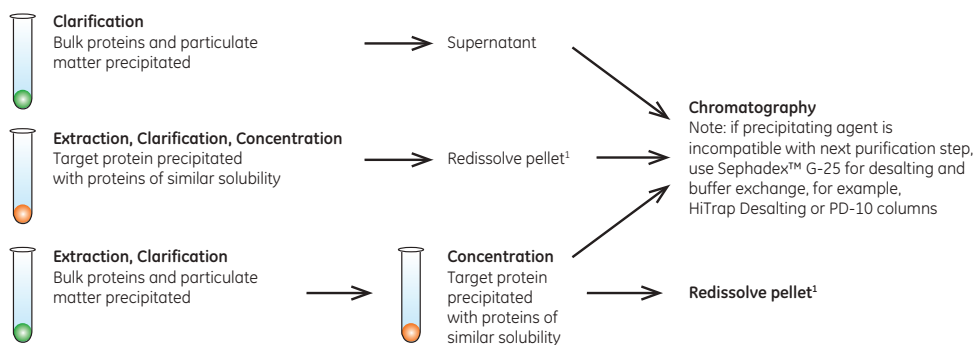 Clarification
Bulk proteins and particulate
matter precipitated
Supernatant
Extraction, Clarification, Concentration
Target protein precipitated
with proteins of similar solubility
Redissolve pellet¹
Chromatography
Note: if precipitating agent is
incompatible with next purification step,
use Sephadex™ G-25 for desalting and
buffer exchange, for example,
HiTrap Desalting or PD-10 columns
Extraction, Clarification
Bulk proteins and particulate
matter precipitated
Concentration
Target protein
precipitated
with proteins of
similar solubility
Redissolve pellet¹